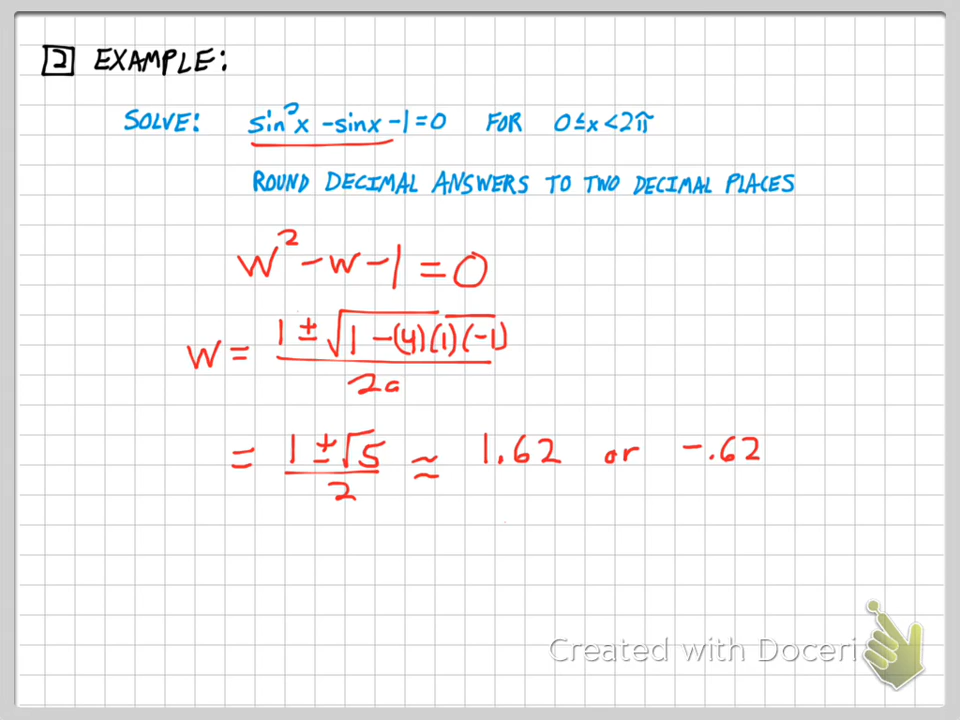 2 EXAMPLE:
SOLVE: sin²x - sinx - 1 = 0 FOR 0 ≤ x < 2π
ROUND DECIMAL ANSWERS TO TWO DECIMAL PLACES
w² - w - 1 = 0
w = (1 ± √(1 - (4)(1)(-1))) / 2a
= (1 ± √5) / 2 ≈ 1.62 or -.62
Created with Doceri